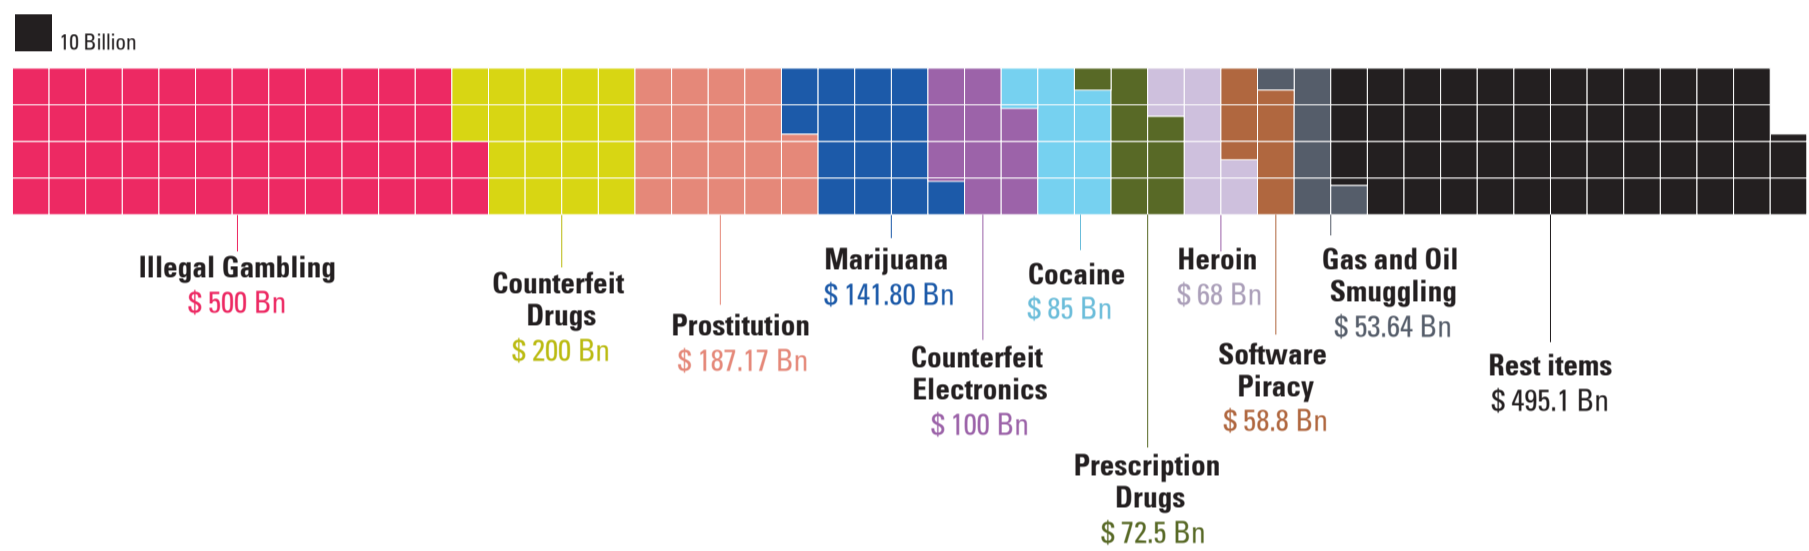 10 Billion
Illegal Gambling
$ 500 Bn
Counterfeit
Drugs
$ 200 Bn
Prostitution
$ 187.17 Bn
Marijuana
$ 141.80 Bn
Counterfeit
Electronics
$ 100 Bn
Cocaine
$ 85 Bn
Prescription
Drugs
$ 72.5 Bn
Heroin
$ 68 Bn
Software
Piracy
$ 58.8 Bn
Gas and Oil
Smuggling
$ 53.64 Bn
Rest items
$ 495.1 Bn